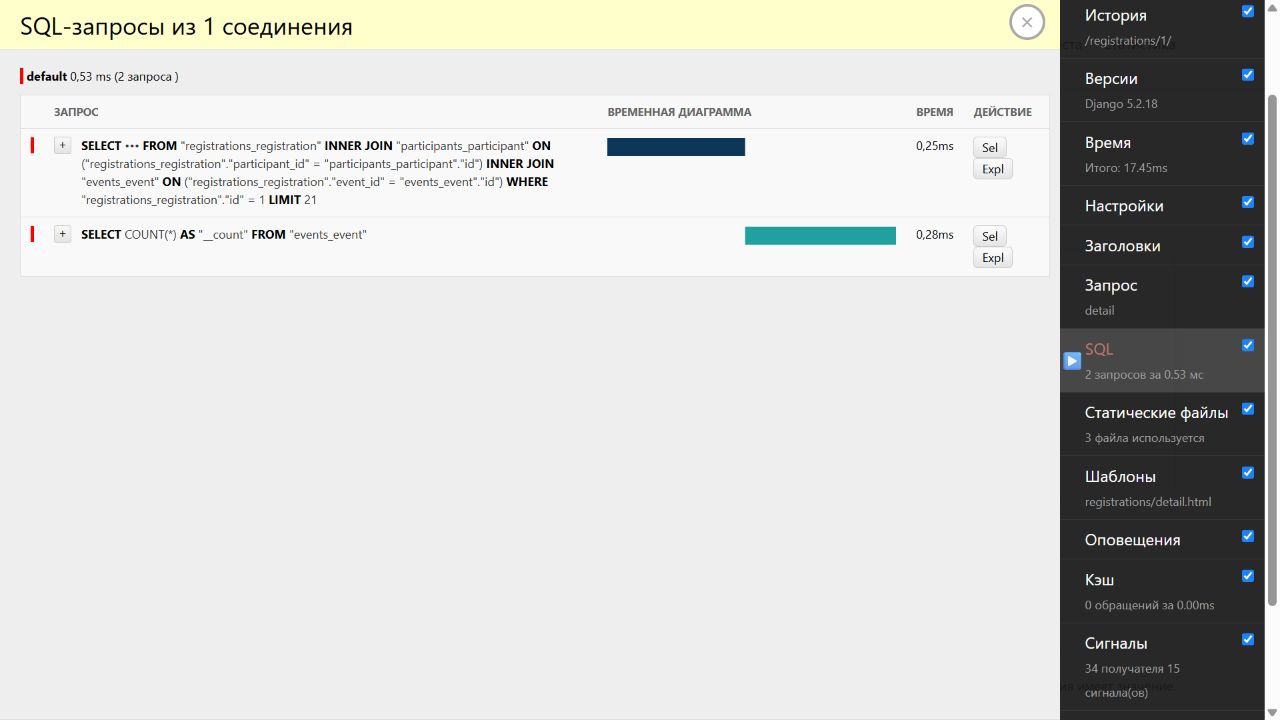 SQL-запросы из 1 соединения
×
default 0,53 ms (2 запроса )
ЗАПРОС ВРЕМЕННАЯ ДИАГРАММА ВРЕМЯ ДЕЙСТВИЕ
+ SELECT ••• FROM "registrations_registration" INNER JOIN "participants_participant" ON 0,25ms Sel
("registrations_registration"."participant_id" = "participants_participant"."id") INNER JOIN Expl
"events_event" ON ("registrations_registration"."event_id" = "events_event"."id") WHERE
"registrations_registration"."id" = 1 LIMIT 21
+ SELECT COUNT(*) AS "__count" FROM "events_event" 0,28ms Sel
Expl
История
/registrations/1/
Версии
Django 5.2.18
Время
Итого: 17.45ms
Настройки
Заголовки
Запрос
detail
SQL
2 запросов за 0.53 мс
Статические файлы
3 файла используется
Шаблоны
registrations/detail.html
Оповещения
Кэш
0 обращений за 0.00ms
Сигналы
34 получателя 15
сигнала(ов)